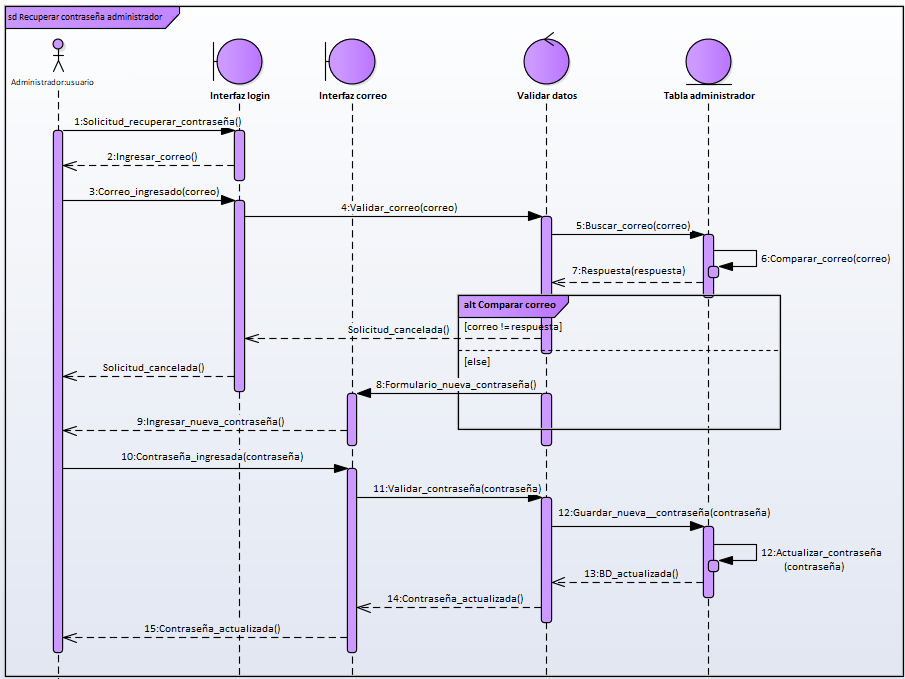 sd Recuperar contraseña administrador
Administrador:usuario
Interfaz login
Interfaz correo
Validar datos
Tabla administrador
1:Solicitud_recuperar_contraseña()
2:Ingresar_correo()
3:Correo_ingresado(correo)
4:Validar_correo(correo)
5:Buscar_correo(correo)
6:Comparar_correo(correo)
7:Respuesta(respuesta)
alt Comparar correo
[correo != respuesta]
Solicitud_cancelada()
[else]
Solicitud_cancelada()
8:Formulario_nueva_contraseña()
9:Ingresar_nueva_contraseña()
10:Contraseña_ingresada(contraseña)
11:Validar_contraseña(contraseña)
12:Guardar_nueva__contraseña(contraseña)
12:Actualizar_contraseña
(contraseña)
13:BD_actualizada()
14:Contraseña_actualizada()
15:Contraseña_actualizada()